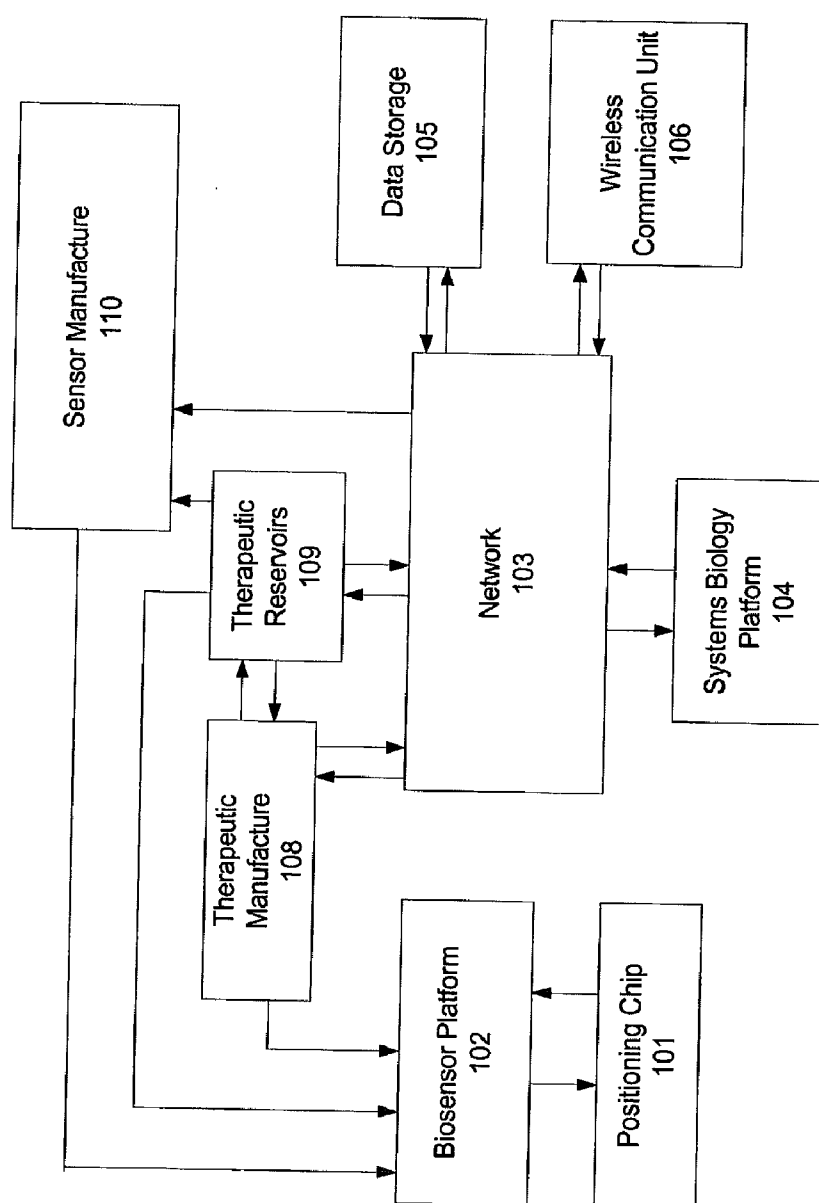 Sensor Manufacture
110
Data Storage
105
Wireless
Communication Unit
106
Therapeutic
Reservoirs
109
Network
103
Systems Biology
Platform
104
Therapeutic
Manufacture
108
Biosensor Platform
102
Positioning Chip
101